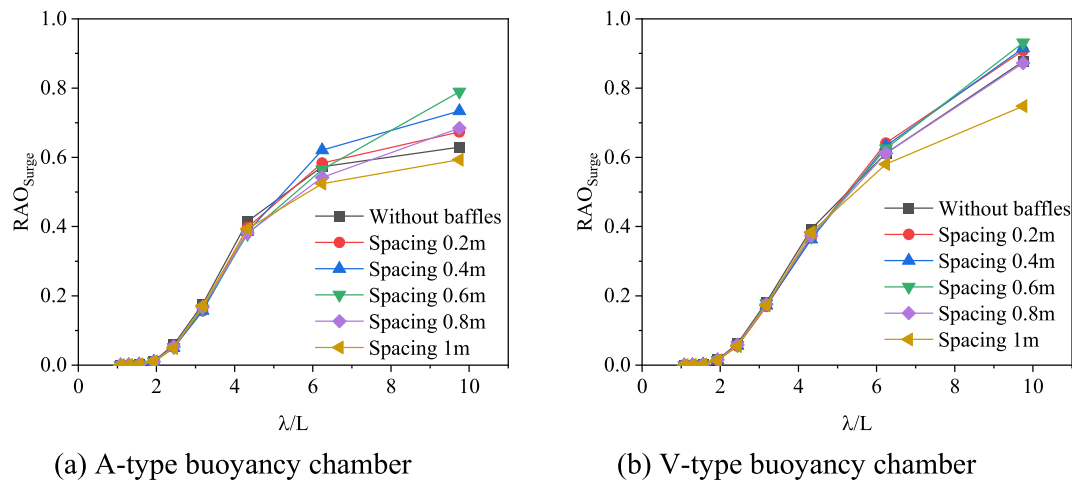 1.0
0.8
0.6
0.4
0.2
0.0
RAO_Surge
0 2 4 6 8 10
λ/L
Without baffles
Spacing 0.2m
Spacing 0.4m
Spacing 0.6m
Spacing 0.8m
Spacing 1m
(a) A-type buoyancy chamber
1.0
0.8
0.6
0.4
0.2
0.0
RAO_Surge
0 2 4 6 8 10
λ/L
Without baffles
Spacing 0.2m
Spacing 0.4m
Spacing 0.6m
Spacing 0.8m
Spacing 1m
(b) V-type buoyancy chamber